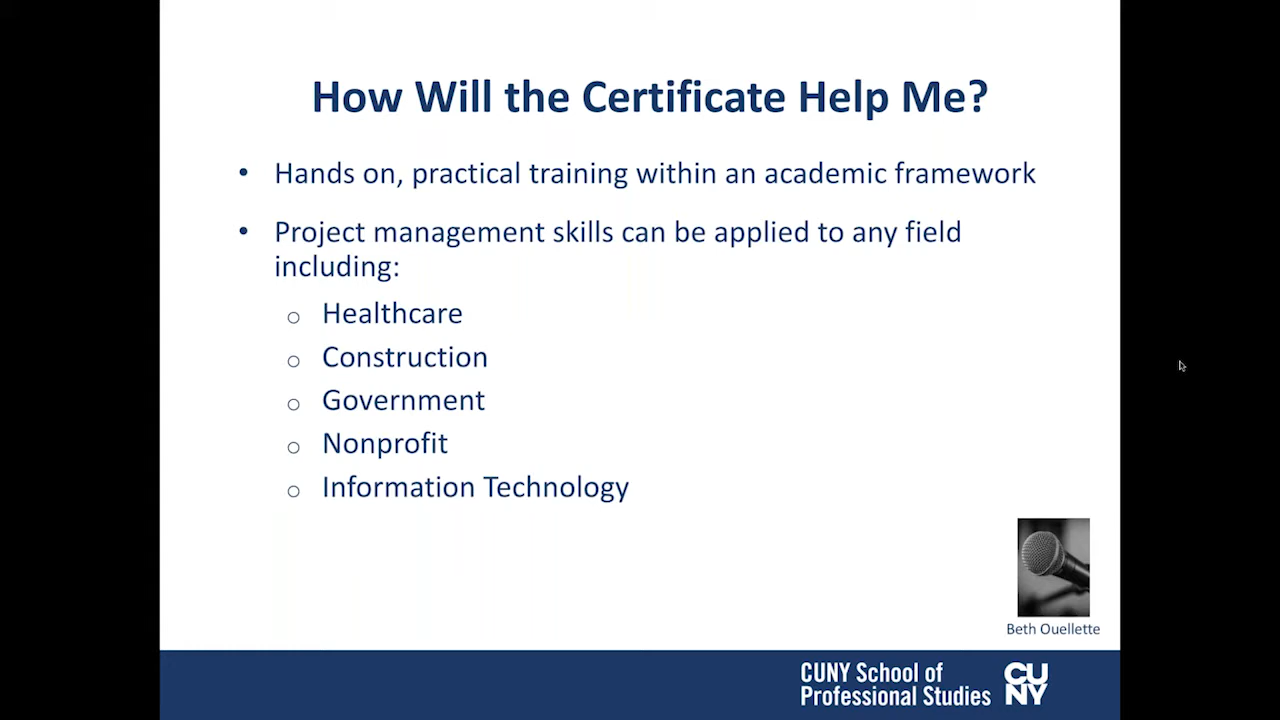 How Will the Certificate Help Me?
• Hands on, practical training within an academic framework
• Project management skills can be applied to any field
including:
o Healthcare
o Construction
o Government
o Nonprofit
o Information Technology
Beth Ouellette
CUNY School of
Professional Studies
CU
NY